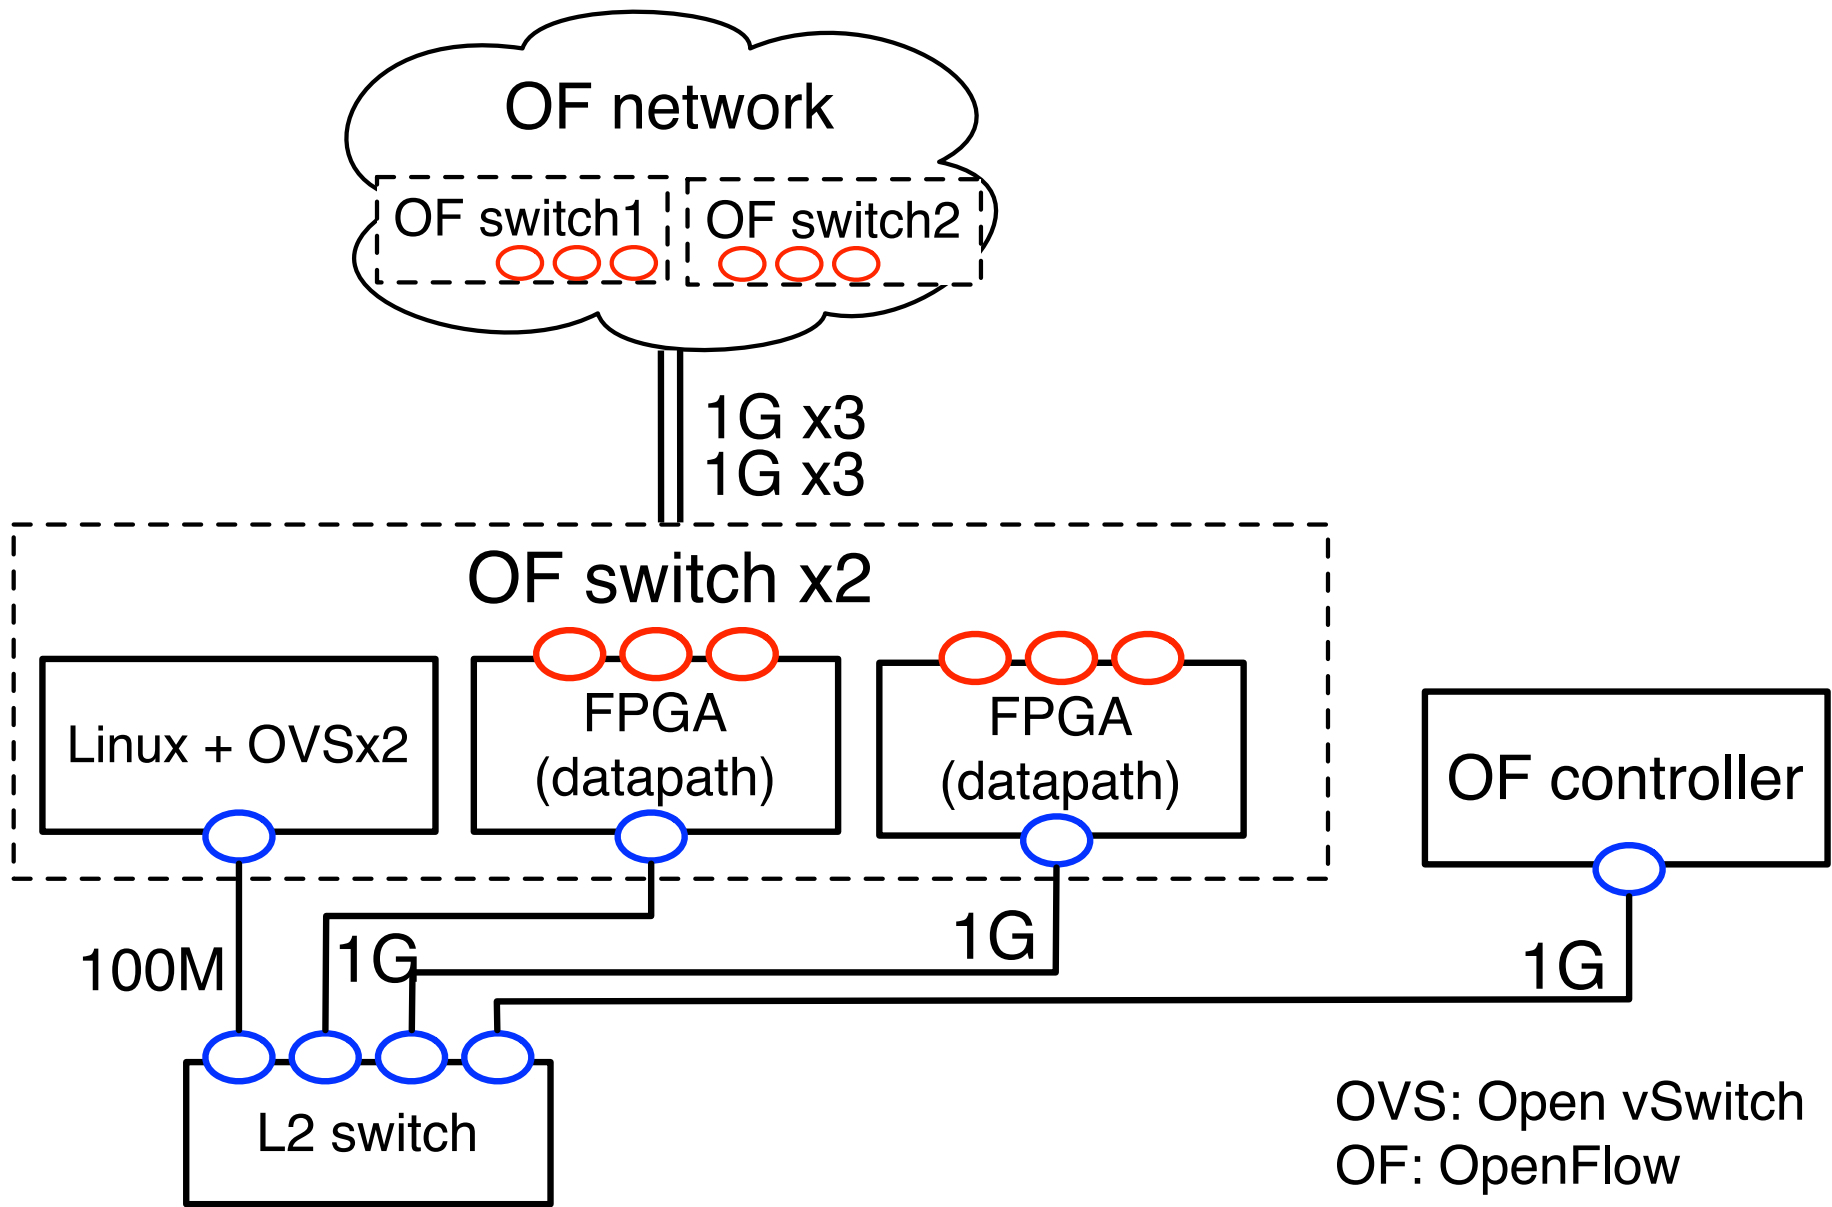 OF network
OF switch1
OF switch2
1G x3
1G x3
OF switch x2
Linux + OVSx2
FPGA
(datapath)
FPGA
(datapath)
OF controller
100M
1G
1G
1G
L2 switch
OVS: Open vSwitch
OF: OpenFlow